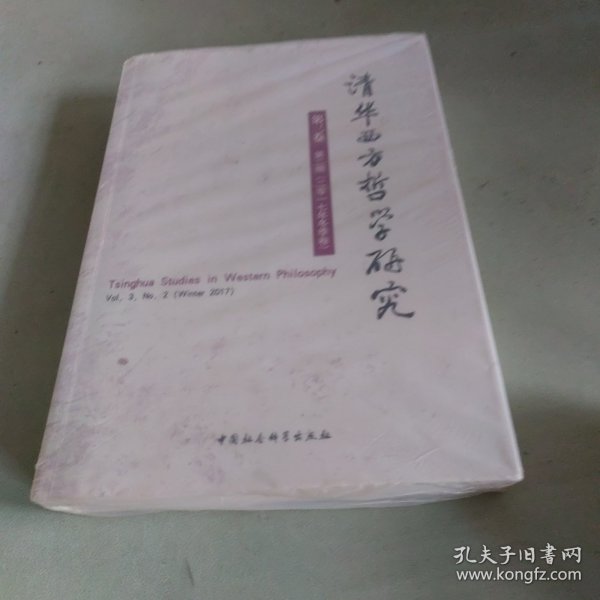 清华西方哲学研究
第三卷 第二期（二零一七年冬季卷）
Tsinghua Studies in Western Philosophy
Vol. 3, No. 2 (Winter 2017)
中国社会科学出版社
孔夫子旧书网
www.kongfz.com